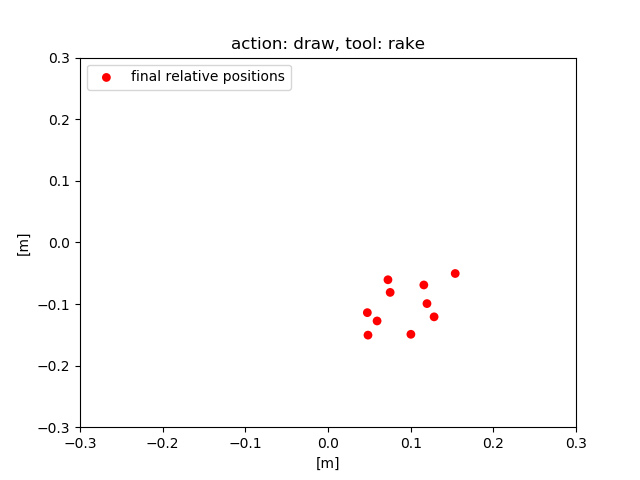 action: draw, tool: rake
final relative positions
0.3
0.2
0.1
0.0
−0.1
−0.2
−0.3
[m]
−0.3 −0.2 −0.1 0.0 0.1 0.2 0.3
[m]